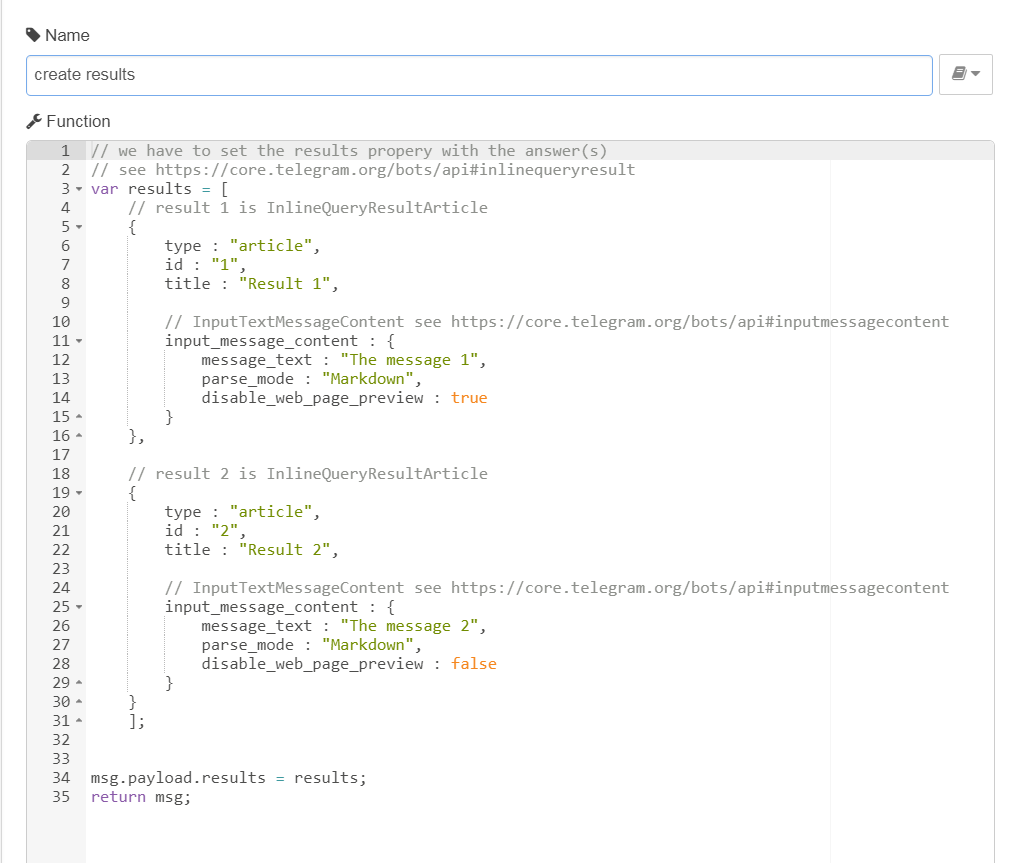 Name
create results
Function
1 // we have to set the results propery with the answer(s)
2 // see https://core.telegram.org/bots/api#inlinequeryresult
3 var results = [
4     // result 1 is InlineQueryResultArticle
5     {
6         type : "article",
7         id : "1",
8         title : "Result 1",
9
10         // InputTextMessageContent see https://core.telegram.org/bots/api#inputmessagecontent
11         input_message_content : {
12             message_text : "The message 1",
13             parse_mode : "Markdown",
14             disable_web_page_preview : true
15         }
16     },
17
18     // result 2 is InlineQueryResultArticle
19     {
20         type : "article",
21         id : "2",
22         title : "Result 2",
23
24         // InputTextMessageContent see https://core.telegram.org/bots/api#inputmessagecontent
25         input_message_content : {
26             message_text : "The message 2",
27             parse_mode : "Markdown",
28             disable_web_page_preview : false
29         }
30     }
31     ];
32
33
34 msg.payload.results = results;
35 return msg;